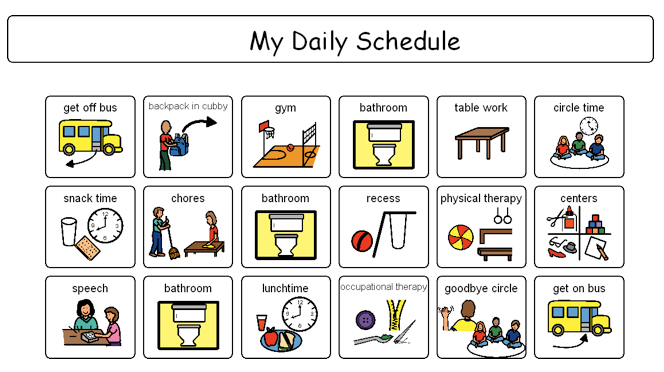 My Daily Schedule
get off bus
backpack in cubby
gym
bathroom
table work
circle time
snack time
chores
bathroom
recess
physical therapy
centers
speech
bathroom
lunchtime
occupational therapy
goodbye circle
get on bus